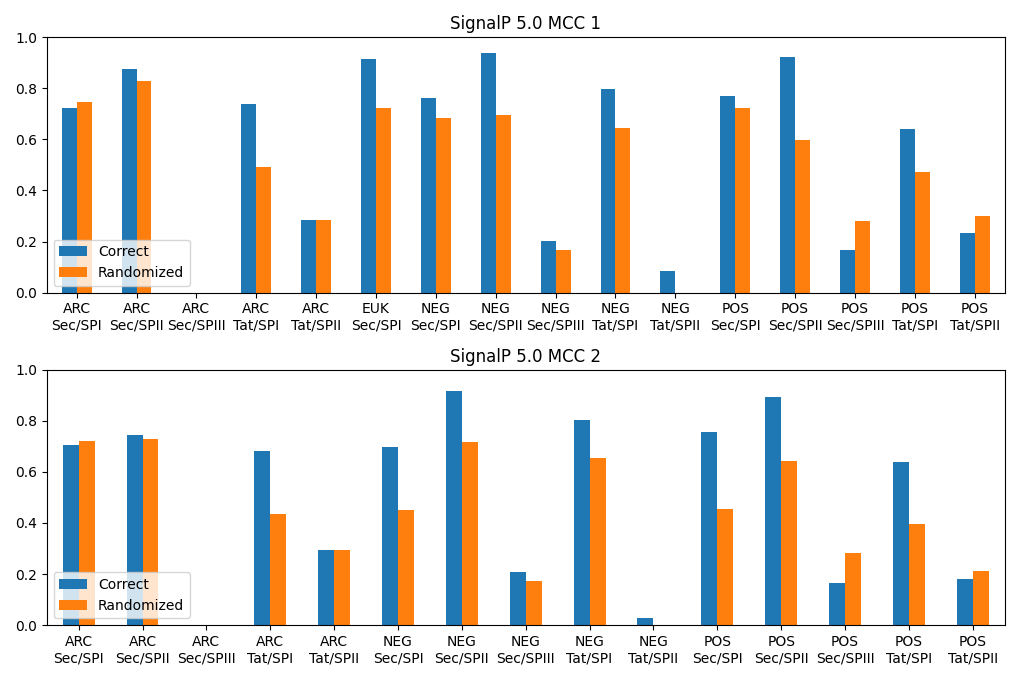 SignalP 5.0 MCC 1
1.0
0.8
0.6
0.4
0.2
0.0
Correct
Randomized
ARC ARC ARC ARC ARC EUK NEG NEG NEG NEG NEG POS POS POS POS POS
Sec/SPI Sec/SPII Sec/SPIII Tat/SPI Tat/SPII Sec/SPI Sec/SPI Sec/SPII Sec/SPIII Tat/SPI Tat/SPII Sec/SPI Sec/SPII Sec/SPIII Tat/SPI Tat/SPII
SignalP 5.0 MCC 2
1.0
0.8
0.6
0.4
0.2
0.0
Correct
Randomized
ARC ARC ARC ARC ARC NEG NEG NEG NEG NEG POS POS POS POS POS
Sec/SPI Sec/SPII Sec/SPIII Tat/SPI Tat/SPII Sec/SPI Sec/SPII Sec/SPIII Tat/SPI Tat/SPII Sec/SPI Sec/SPII Sec/SPIII Tat/SPI Tat/SPII